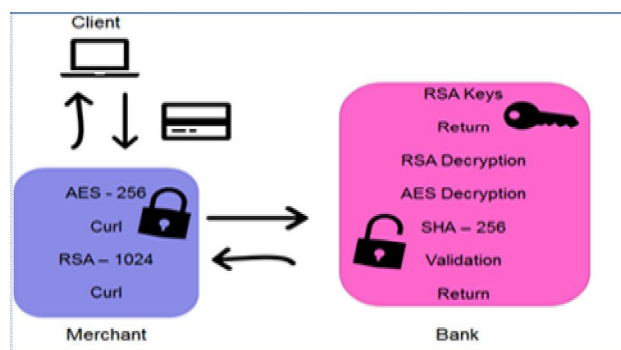 Client
AES - 256
Curl
RSA – 1024
Curl
Merchant
RSA Keys
Return
RSA Decryption
AES Decryption
SHA – 256
Validation
Return
Bank